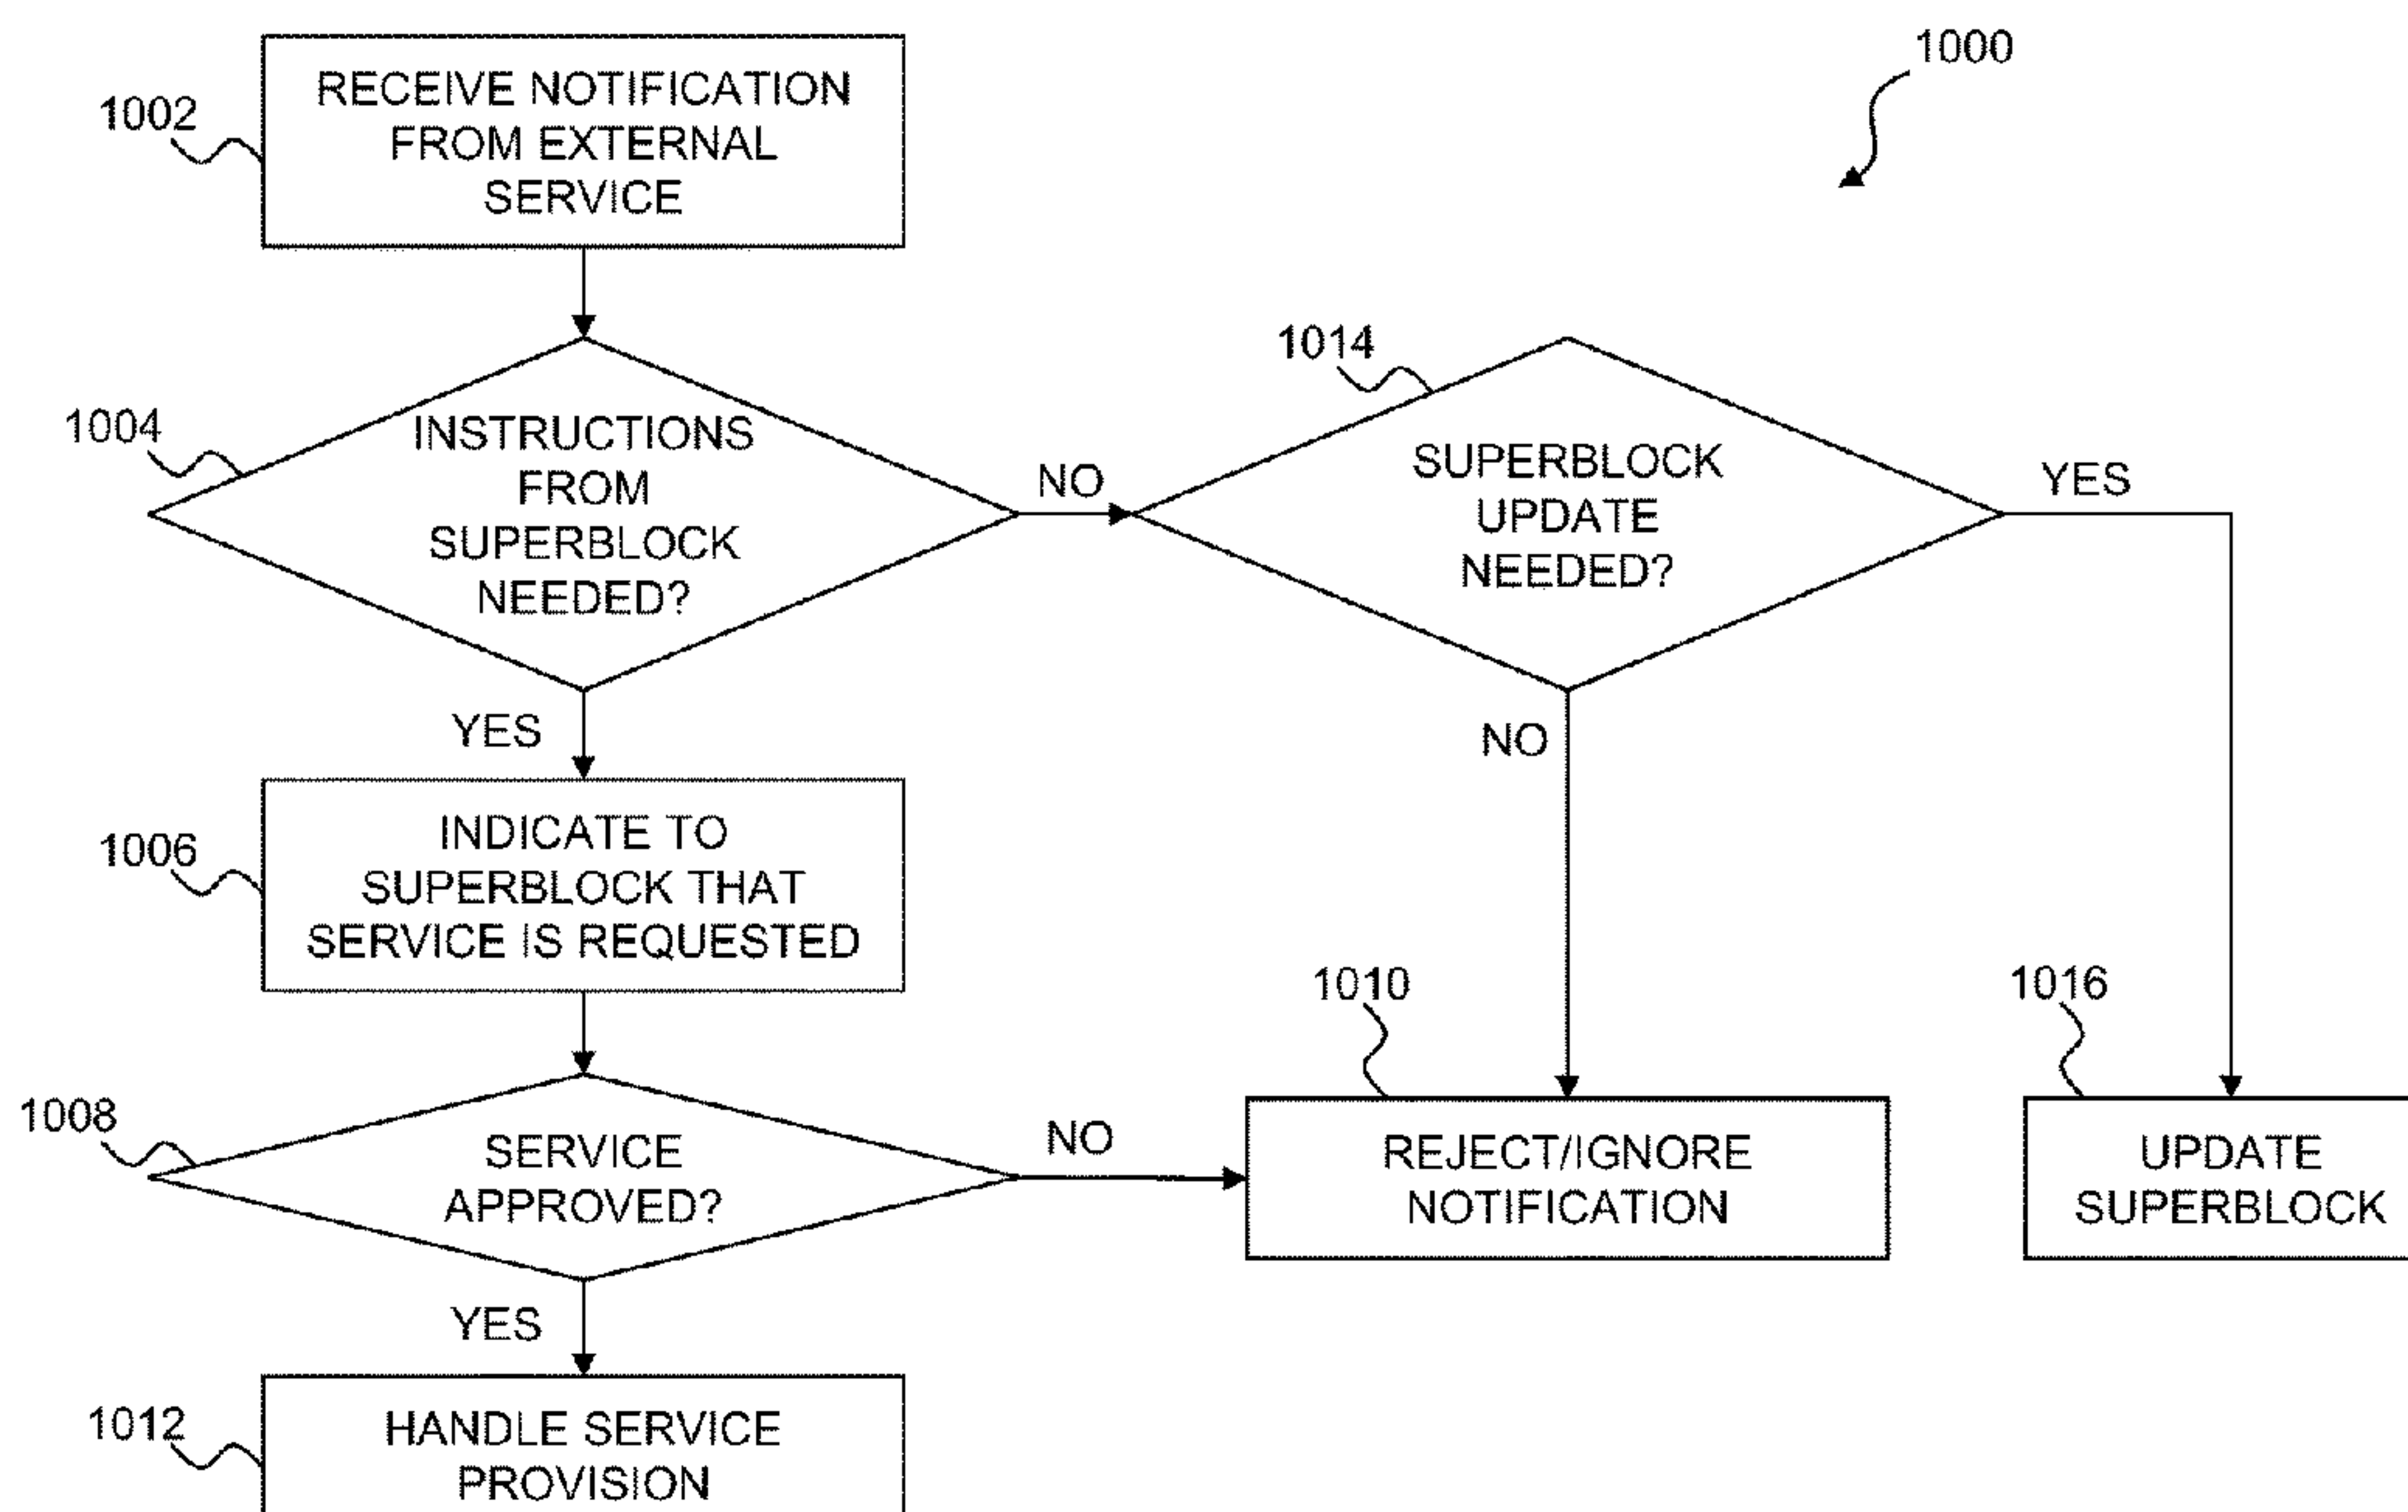 1000
1002
RECEIVE NOTIFICATION
FROM EXTERNAL
SERVICE
1004
INSTRUCTIONS
FROM
SUPERBLOCK
NEEDED?
NO
1014
SUPERBLOCK
UPDATE
NEEDED?
YES
YES
NO
1006
INDICATE TO
SUPERBLOCK THAT
SERVICE IS REQUESTED
1008
SERVICE
APPROVED?
NO
1010
REJECT/IGNORE
NOTIFICATION
1016
UPDATE
SUPERBLOCK
YES
1012
HANDLE SERVICE
PROVISION